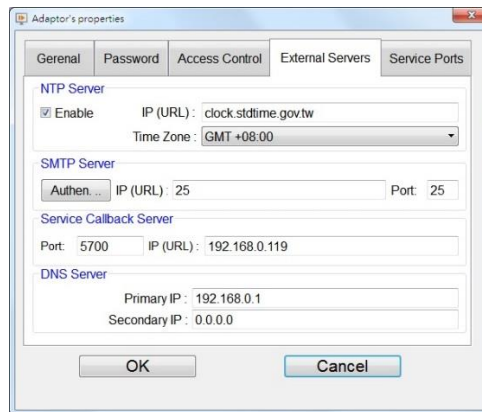 Adaptor's properties
Gerenal Password Access Control External Servers Service Ports
NTP Server
Enable IP (URL) : clock.stdtime.gov.tw
Time Zone : GMT +08:00
SMTP Server
Authen. .. IP (URL) : 25 Port: 25
Service Callback Server
Port: 5700 IP (URL) : 192.168.0.119
DNS Server
Primary IP : 192.168.0.1
Secondary IP : 0.0.0.0
OK Cancel